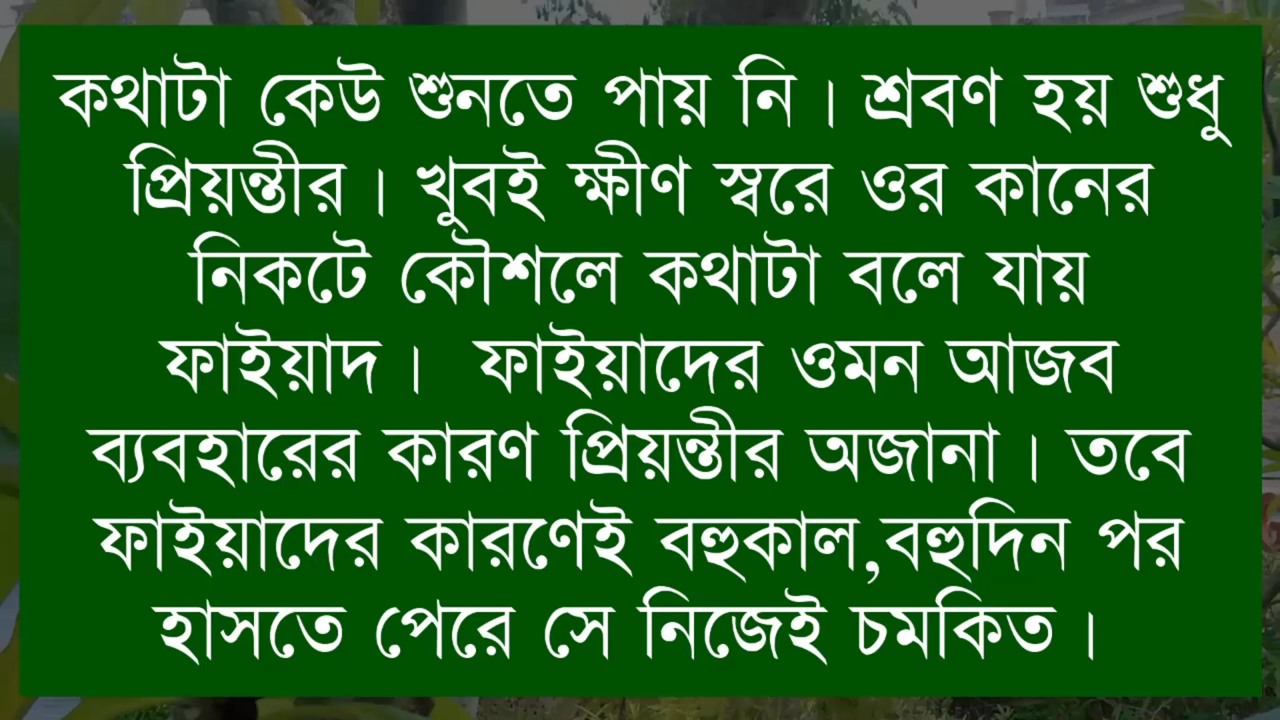 কথাটা কেউ শুনতে পায় নি। শ্রবণ হয় শুধু
প্রিয়ন্তীর। খুবই ক্ষীণ স্বরে ওর কানের
নিকটে কৌশলে কথাটা বলে যায়
ফাইয়াদ। ফাইয়াদের ওমন আজব
ব্যবহারের কারণ প্রিয়ন্তীর অজানা। তবে
ফাইয়াদের কারণেই বহুকাল,বহুদিন পর
হাসতে পেরে সে নিজেই চমকিত।